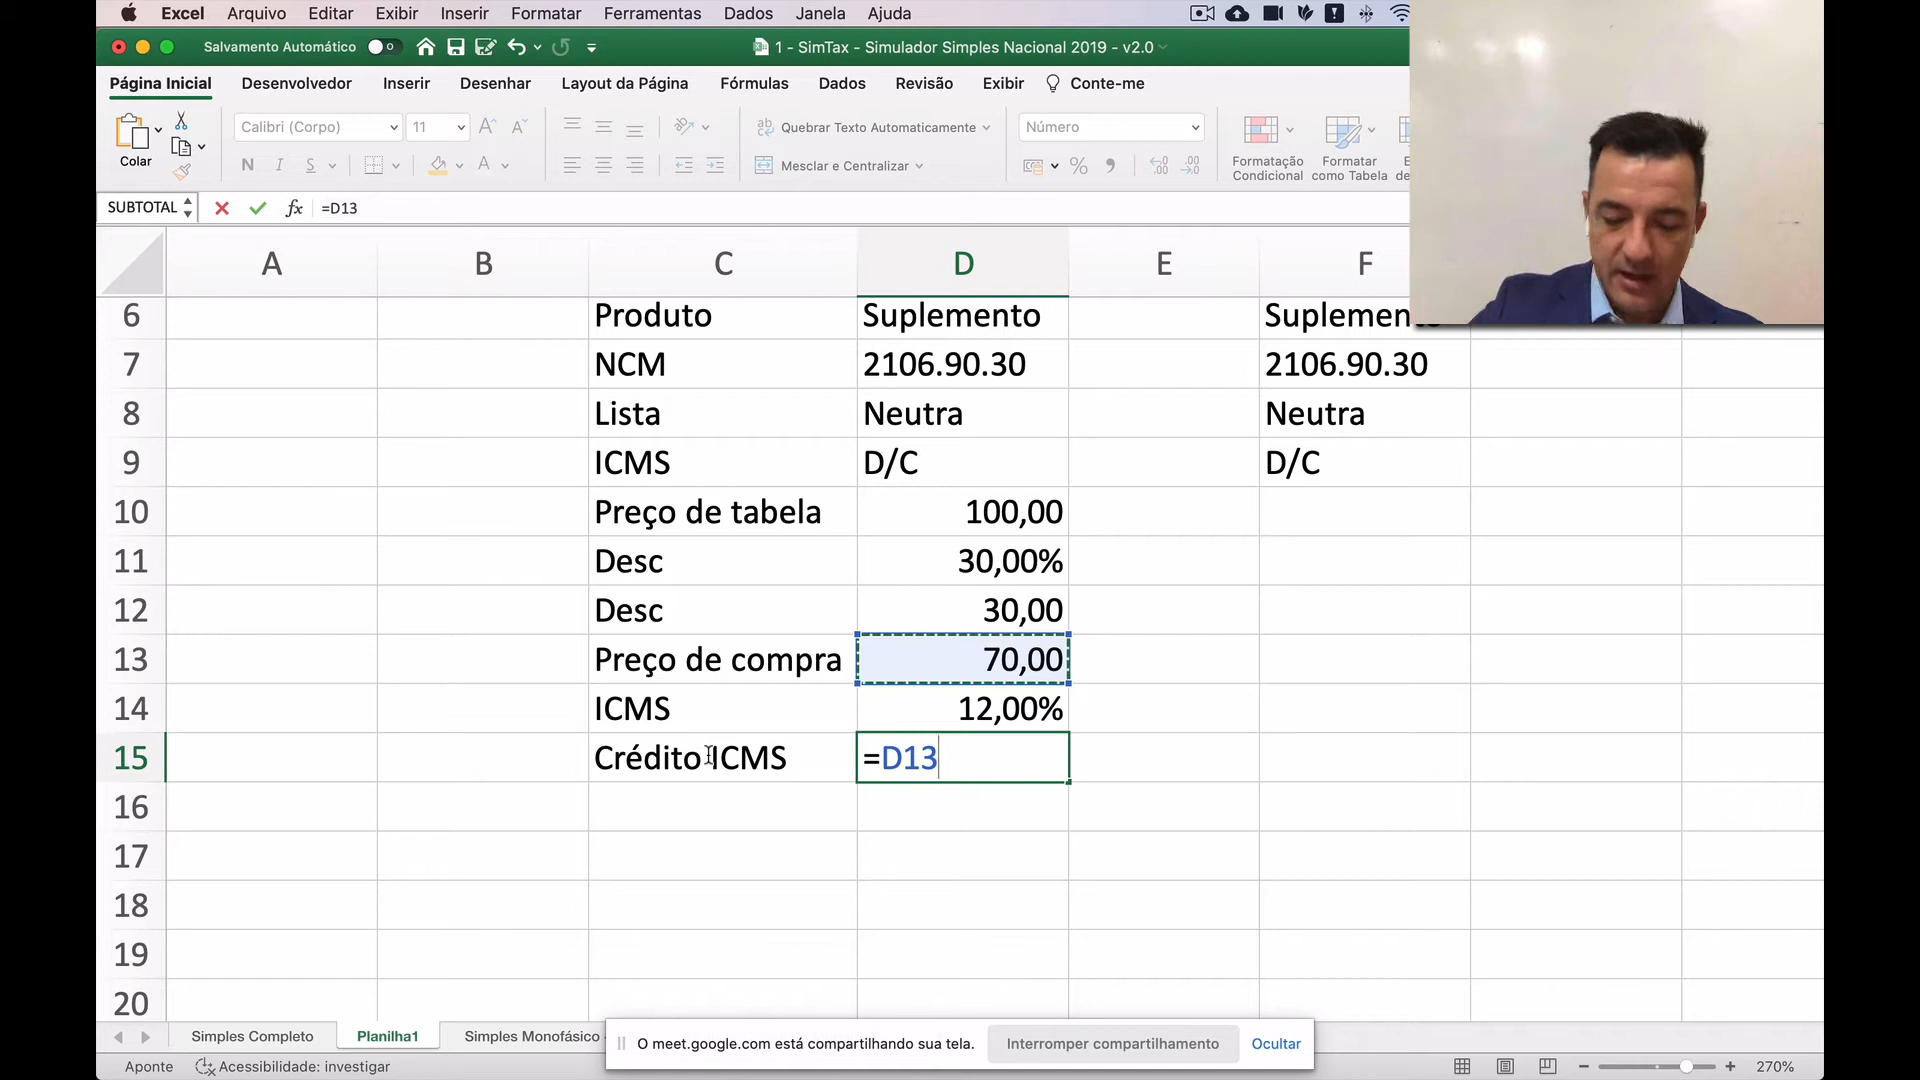 Excel Arquivo Editar Exibir Inserir Formatar Ferramentas Dados Janela Ajuda
Salvamento Automático 1 - SimTax - Simulador Simples Nacional 2019 - v2.0
Página Inicial Desenvolvedor Inserir Desenhar Layout da Página Fórmulas Dados Revisão Exibir Conte-me
Colar
Calibri (Corpo) 11
N I S
Quebrar Texto Automaticamente
Mesclar e Centralizar
Número
Formatação Condicional
Formatar como Tabela
SUBTOTAL fx =D13
A B C D E F
6 Produto Suplemento Suplemento
7 NCM 2106.90.30 2106.90.30
8 Lista Neutra Neutra
9 ICMS D/C D/C
10 Preço de tabela 100,00
11 Desc 30,00%
12 Desc 30,00
13 Preço de compra 70,00
14 ICMS 12,00%
15 Crédito ICMS =D13
16
17
18
19
20
Simples Completo Planilha1 Simples Monofásico
O meet.google.com está compartilhando sua tela. Interromper compartilhamento Ocultar
Aponte Acessibilidade: investigar 270%